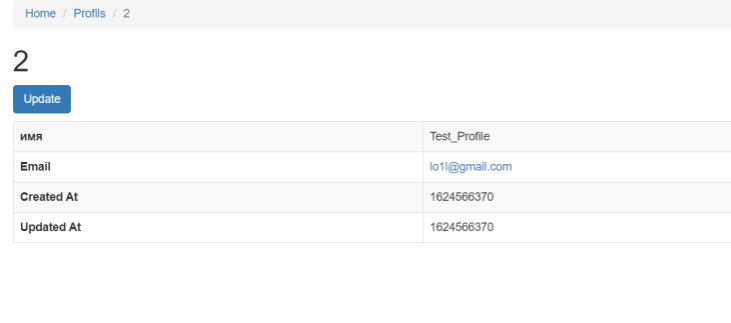 Home / Profils / 2
2
Update
имя Test_Profile
Email lo1l@gmail.com
Created At 1624566370
Updated At 1624566370